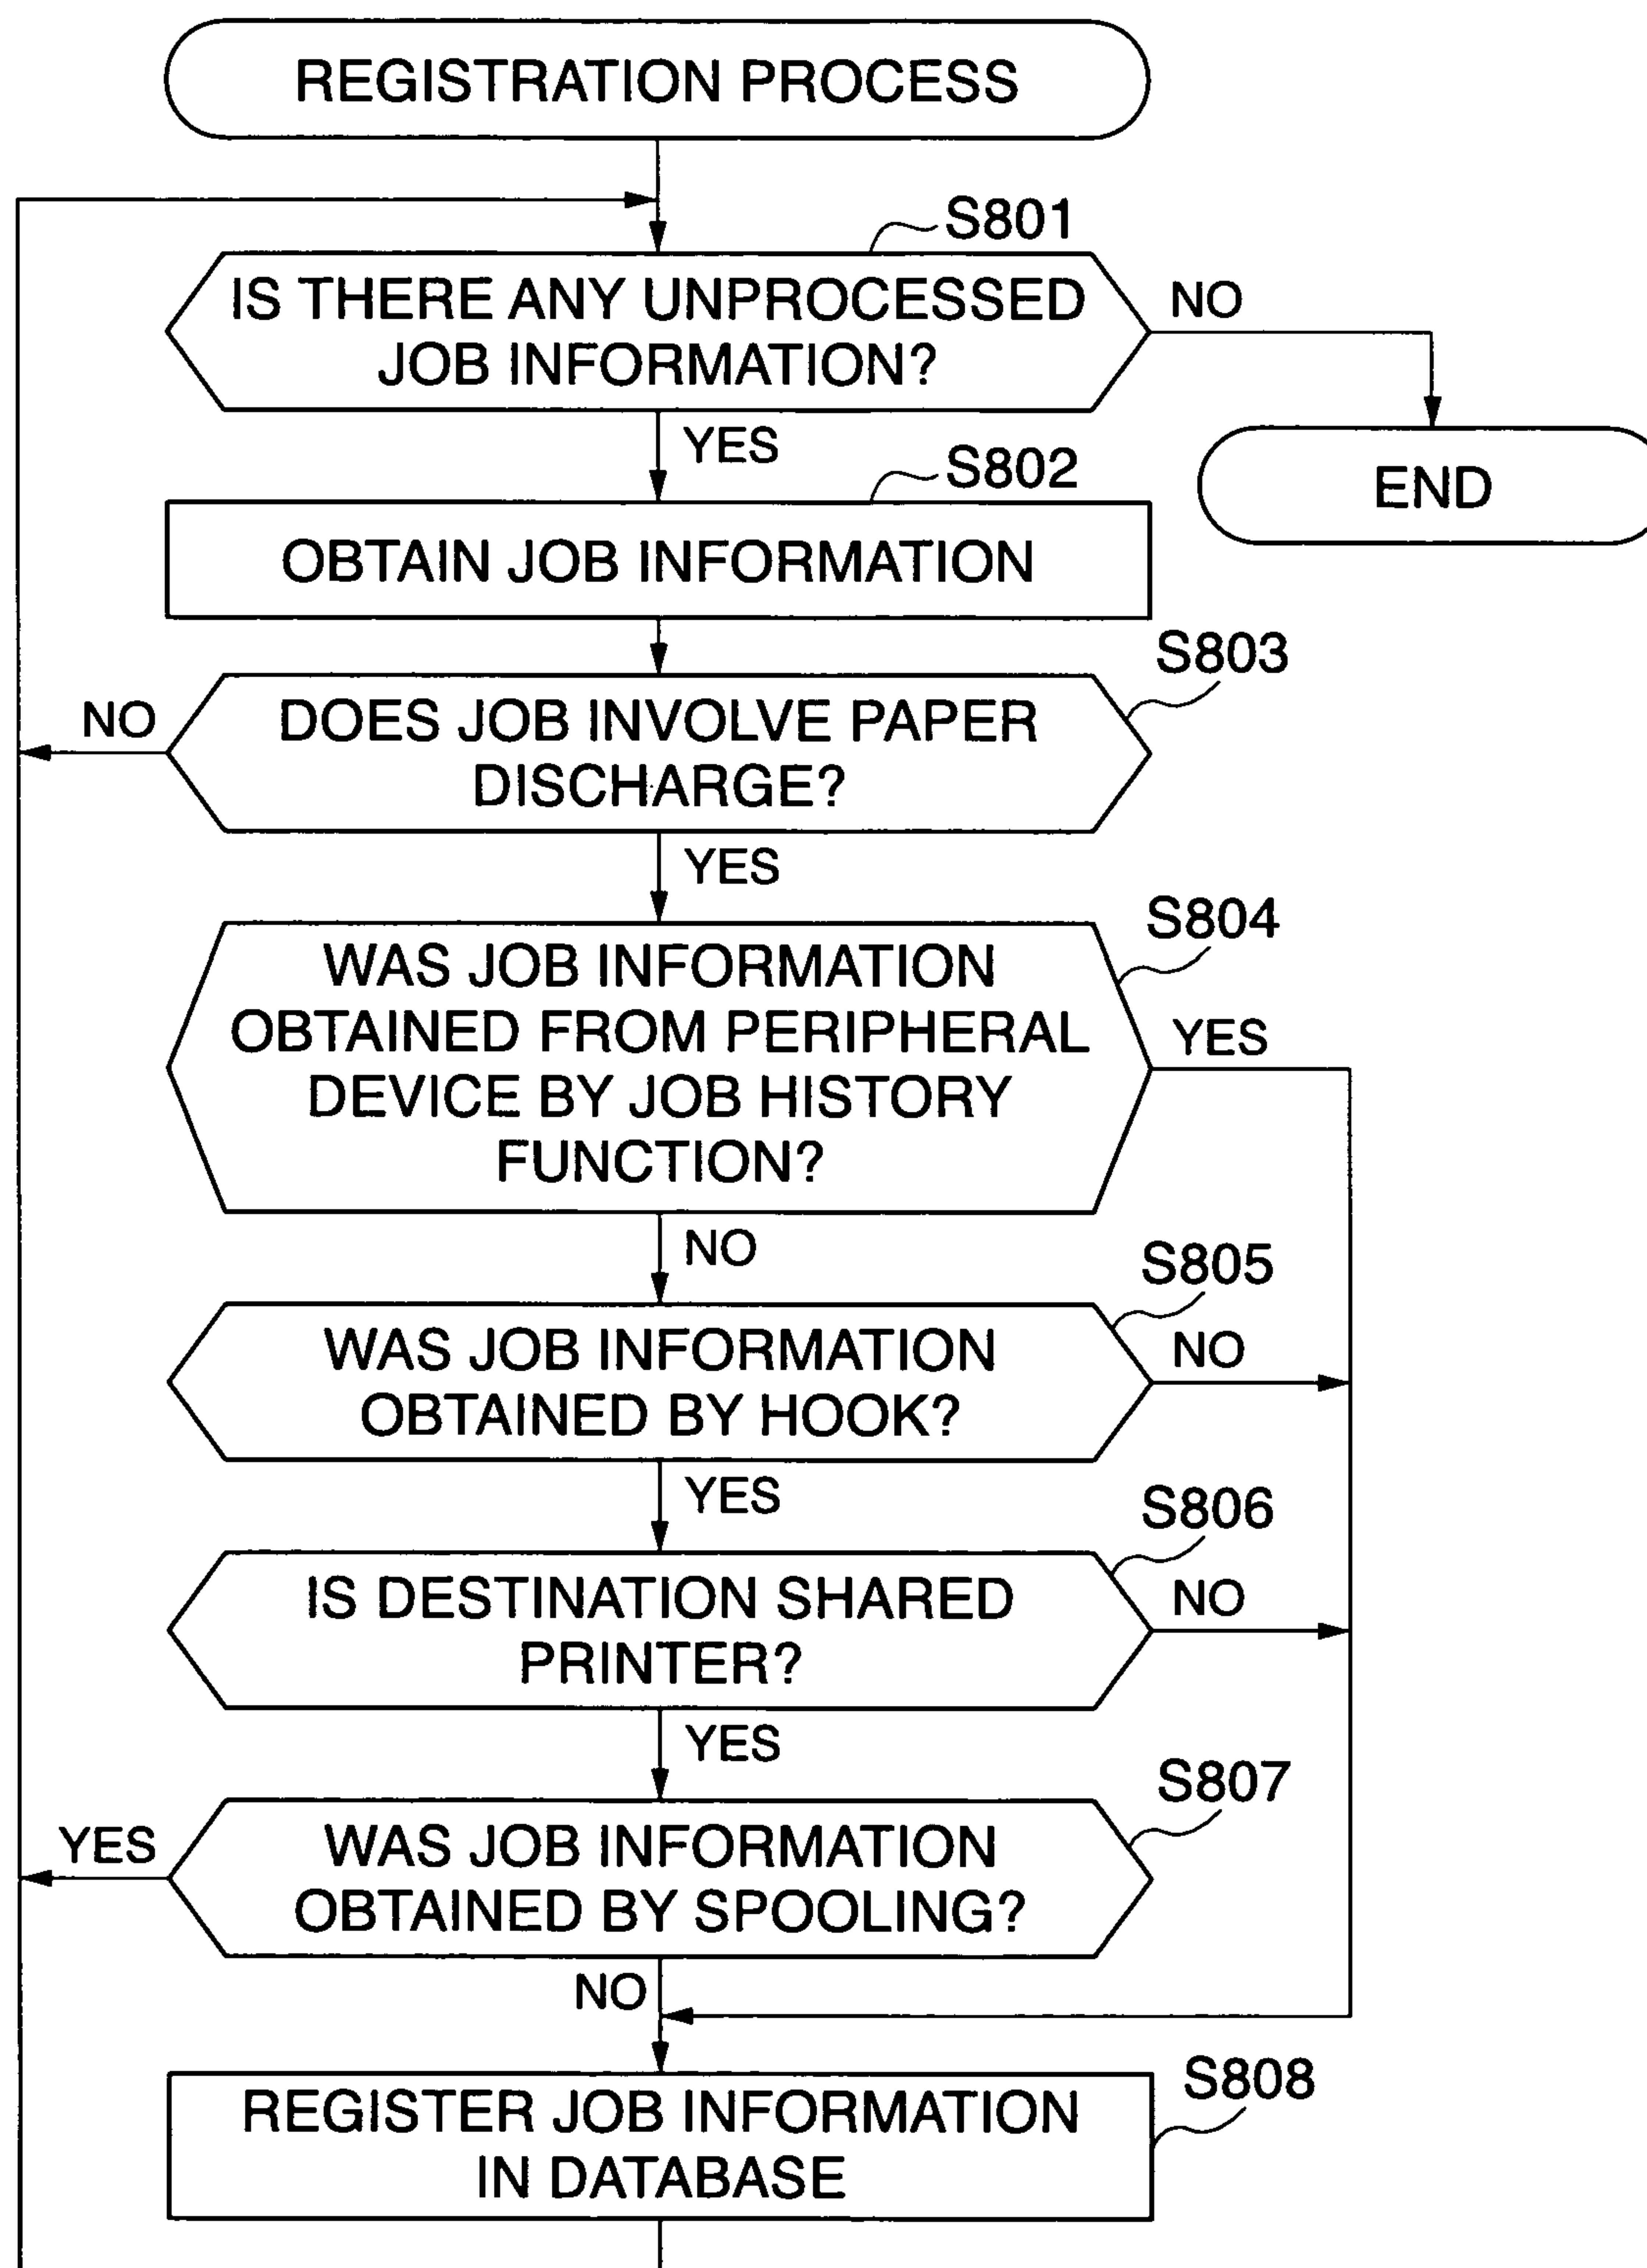 REGISTRATION PROCESS
S801
IS THERE ANY UNPROCESSED
JOB INFORMATION?
NO
YES
END
S802
OBTAIN JOB INFORMATION
S803
NO
DOES JOB INVOLVE PAPER
DISCHARGE?
YES
S804
WAS JOB INFORMATION
OBTAINED FROM PERIPHERAL
DEVICE BY JOB HISTORY
FUNCTION?
YES
NO
S805
WAS JOB INFORMATION
OBTAINED BY HOOK?
NO
YES
S806
IS DESTINATION SHARED
PRINTER?
NO
YES
S807
YES
WAS JOB INFORMATION
OBTAINED BY SPOOLING?
NO
S808
REGISTER JOB INFORMATION
IN DATABASE